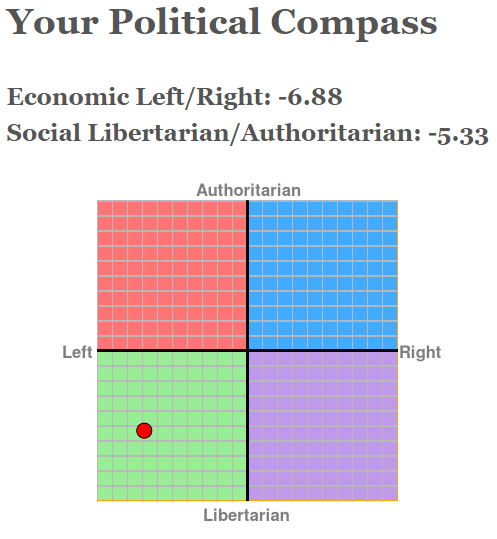 Your Political Compass
Economic Left/Right: -6.88
Social Libertarian/Authoritarian: -5.33
Authoritarian
Left
Right
Libertarian